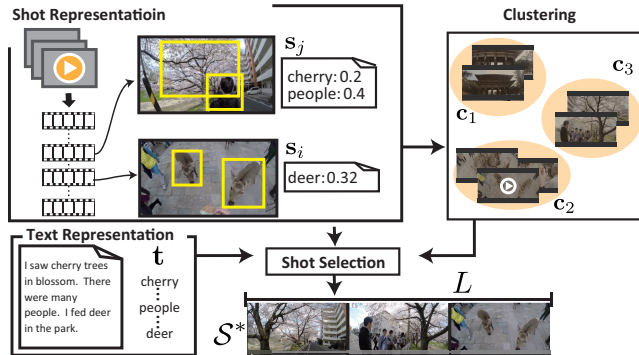 Shot Representatioin
s_j
cherry: 0.2
people: 0.4
s_i
deer: 0.32
Clustering
c_1
c_3
c_2
Text Representation
I saw cherry trees
in blossom. There
were many
people. I fed deer
in the park.
t
cherry
people
deer
Shot Selection
L
S*